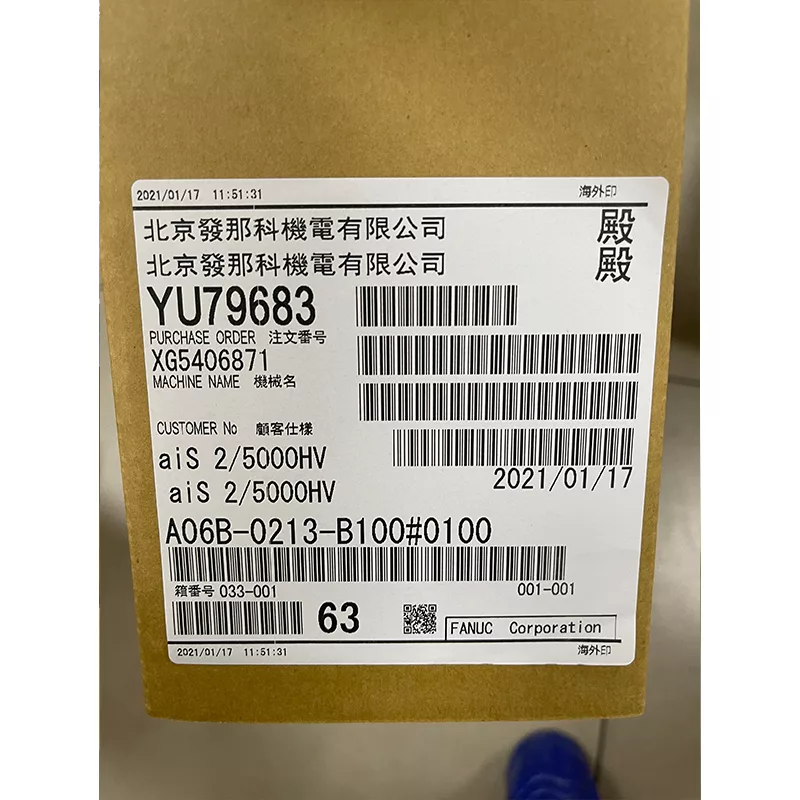 2021/01/17 11:51:31 海外印
北京發那科機電有限公司 殿
北京發那科機電有限公司 殿
YU79683
PURCHASE ORDER 注文番号
XG5406871
MACHINE NAME 機械名
CUSTOMER No 顧客仕様
aiS 2/5000HV
2021/01/17
aiS 2/5000HV
A06B-0213-B100#0100
箱番号 033-001 001-001
63
FANUC Corporation
2021/01/17 11:51:31 海外印